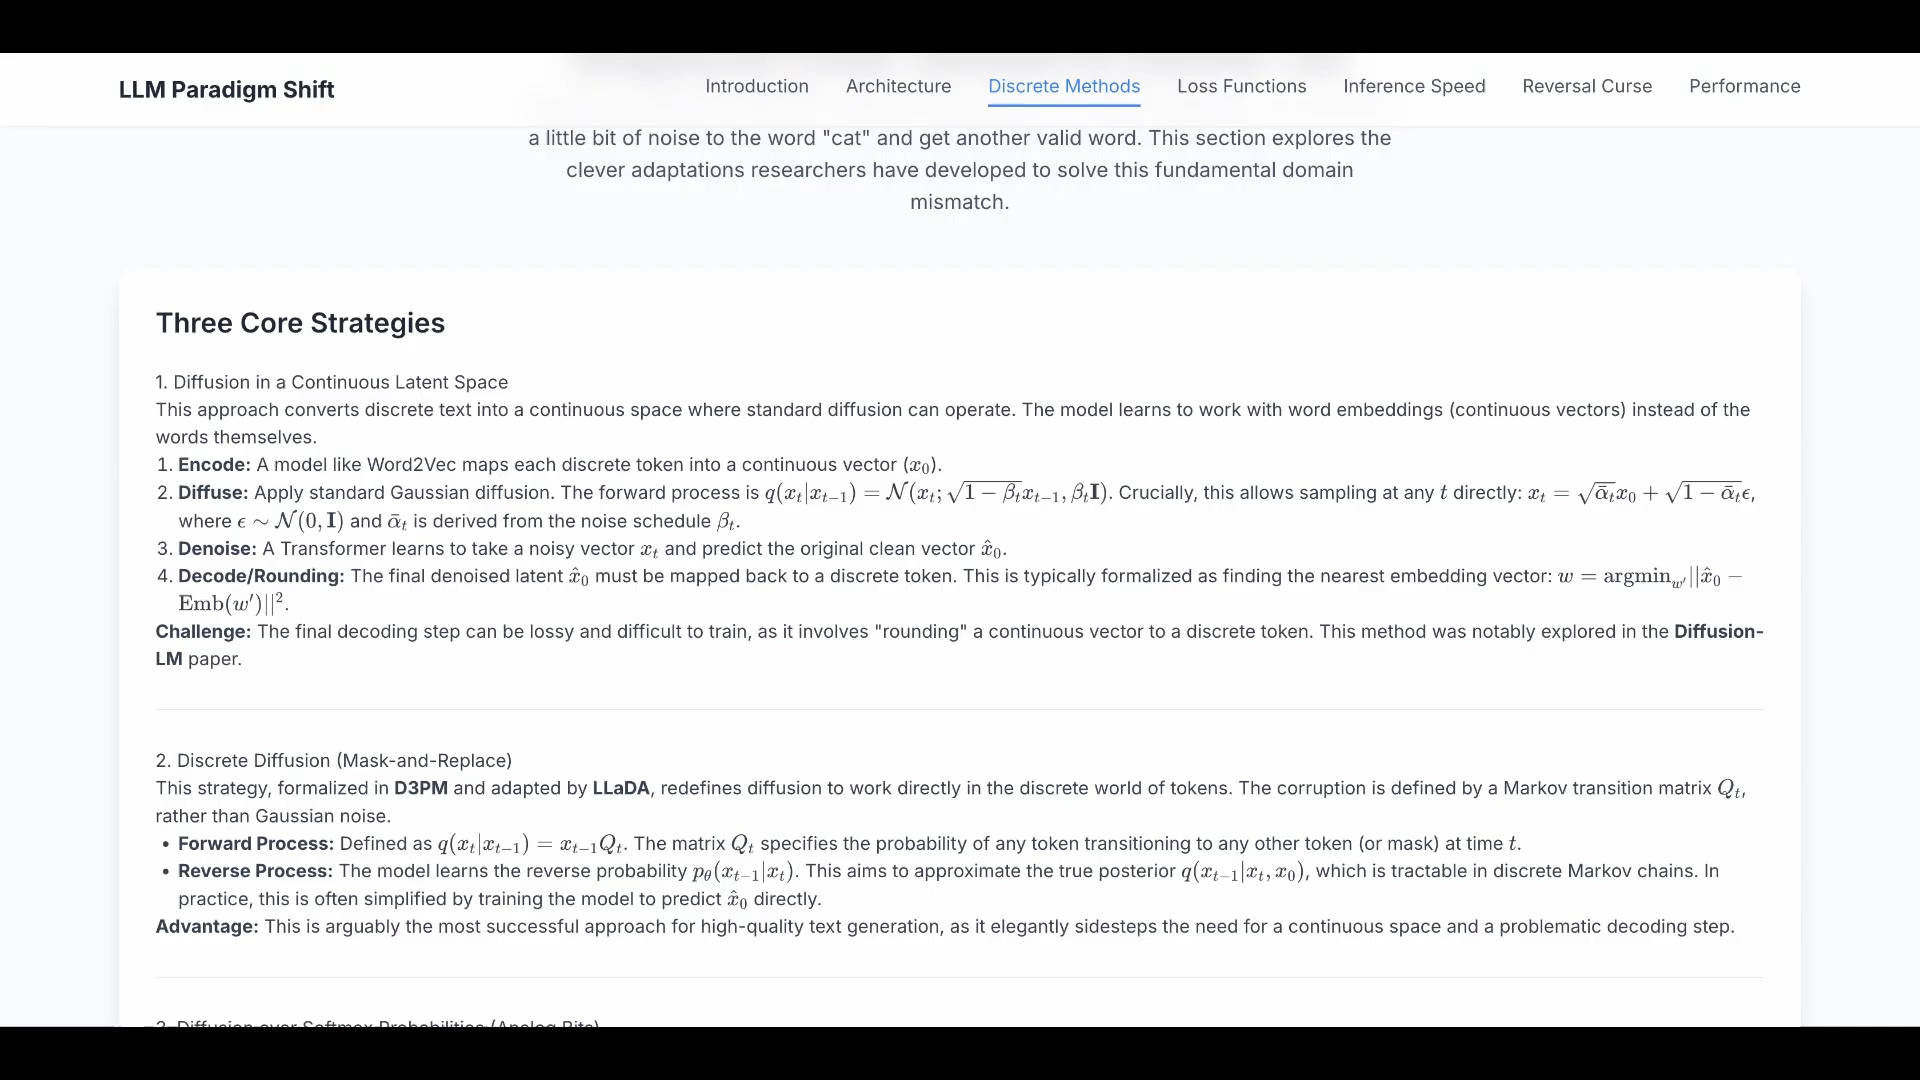 LLM Paradigm Shift
Introduction
Architecture
Discrete Methods
Loss Functions
Inference Speed
Reversal Curse
Performance
a little bit of noise to the word "cat" and get another valid word. This section explores the
clever adaptations researchers have developed to solve this fundamental domain
mismatch.
Three Core Strategies
1. Diffusion in a Continuous Latent Space
This approach converts discrete text into a continuous space where standard diffusion can operate. The model learns to work with word embeddings (continuous vectors) instead of the
words themselves.
1. Encode: A model like Word2Vec maps each discrete token into a continuous vector (x₀).
2. Diffuse: Apply standard Gaussian diffusion. The forward process is q(xₜ|xₜ₋₁) = 𝒩(xₜ; √(1 − βₜ)xₜ₋₁, βₜ𝐈). Crucially, this allows sampling at any t directly: xₜ = √(ᾱₜ)x₀ + √(1 − ᾱₜ)ϵ,
where ϵ ∼ 𝒩(0, 𝐈) and ᾱₜ is derived from the noise schedule βₜ.
3. Denoise: A Transformer learns to take a noisy vector xₜ and predict the original clean vector x̂₀.
4. Decode/Rounding: The final denoised latent x̂₀ must be mapped back to a discrete token. This is typically formalized as finding the nearest embedding vector: w = argmin_w′||x̂₀ −
Emb(w′)||².
Challenge: The final decoding step can be lossy and difficult to train, as it involves "rounding" a continuous vector to a discrete token. This method was notably explored in the Diffusion-
LM paper.
2. Discrete Diffusion (Mask-and-Replace)
This strategy, formalized in D3PM and adapted by LLaDA, redefines diffusion to work directly in the discrete world of tokens. The corruption is defined by a Markov transition matrix Qₜ,
rather than Gaussian noise.
• Forward Process: Defined as q(xₜ|xₜ₋₁) = xₜ₋₁Qₜ. The matrix Qₜ specifies the probability of any token transitioning to any other token (or mask) at time t.
• Reverse Process: The model learns the reverse probability p_θ(xₜ₋₁|xₜ). This aims to approximate the true posterior q(xₜ₋₁|xₜ, x₀), which is tractable in discrete Markov chains. In
practice, this is often simplified by training the model to predict x̂₀ directly.
Advantage: This is arguably the most successful approach for high-quality text generation, as it elegantly sidesteps the need for a continuous space and a problematic decoding step.
3. Diffusion over Softmax Probabilities (Analog Bits)